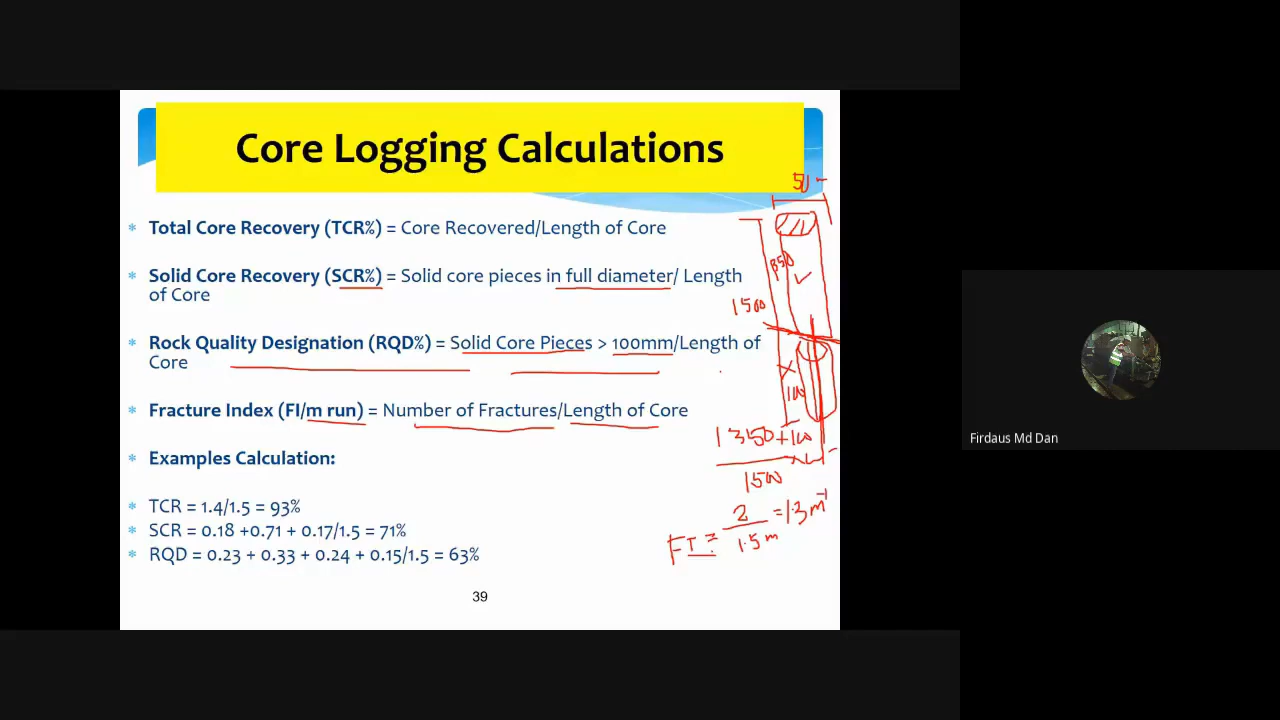 Core Logging Calculations
50
* Total Core Recovery (TCR%) = Core Recovered/Length of Core
* Solid Core Recovery (SCR%) = Solid core pieces in full diameter/ Length
of Core
1500
* Rock Quality Designation (RQD%) = Solid Core Pieces > 100mm/Length of
Core
100
* Fracture Index (FI/m run) = Number of Fractures/Length of Core
1350+100
1500
* Examples Calculation:
* TCR = 1.4/1.5 = 93%
* SCR = 0.18 +0.71 + 0.17/1.5 = 71%
* RQD = 0.23 + 0.33 + 0.24 + 0.15/1.5 = 63%
2
= 1.3 m⁻¹
1.5 m
39
Firdaus Md Dan